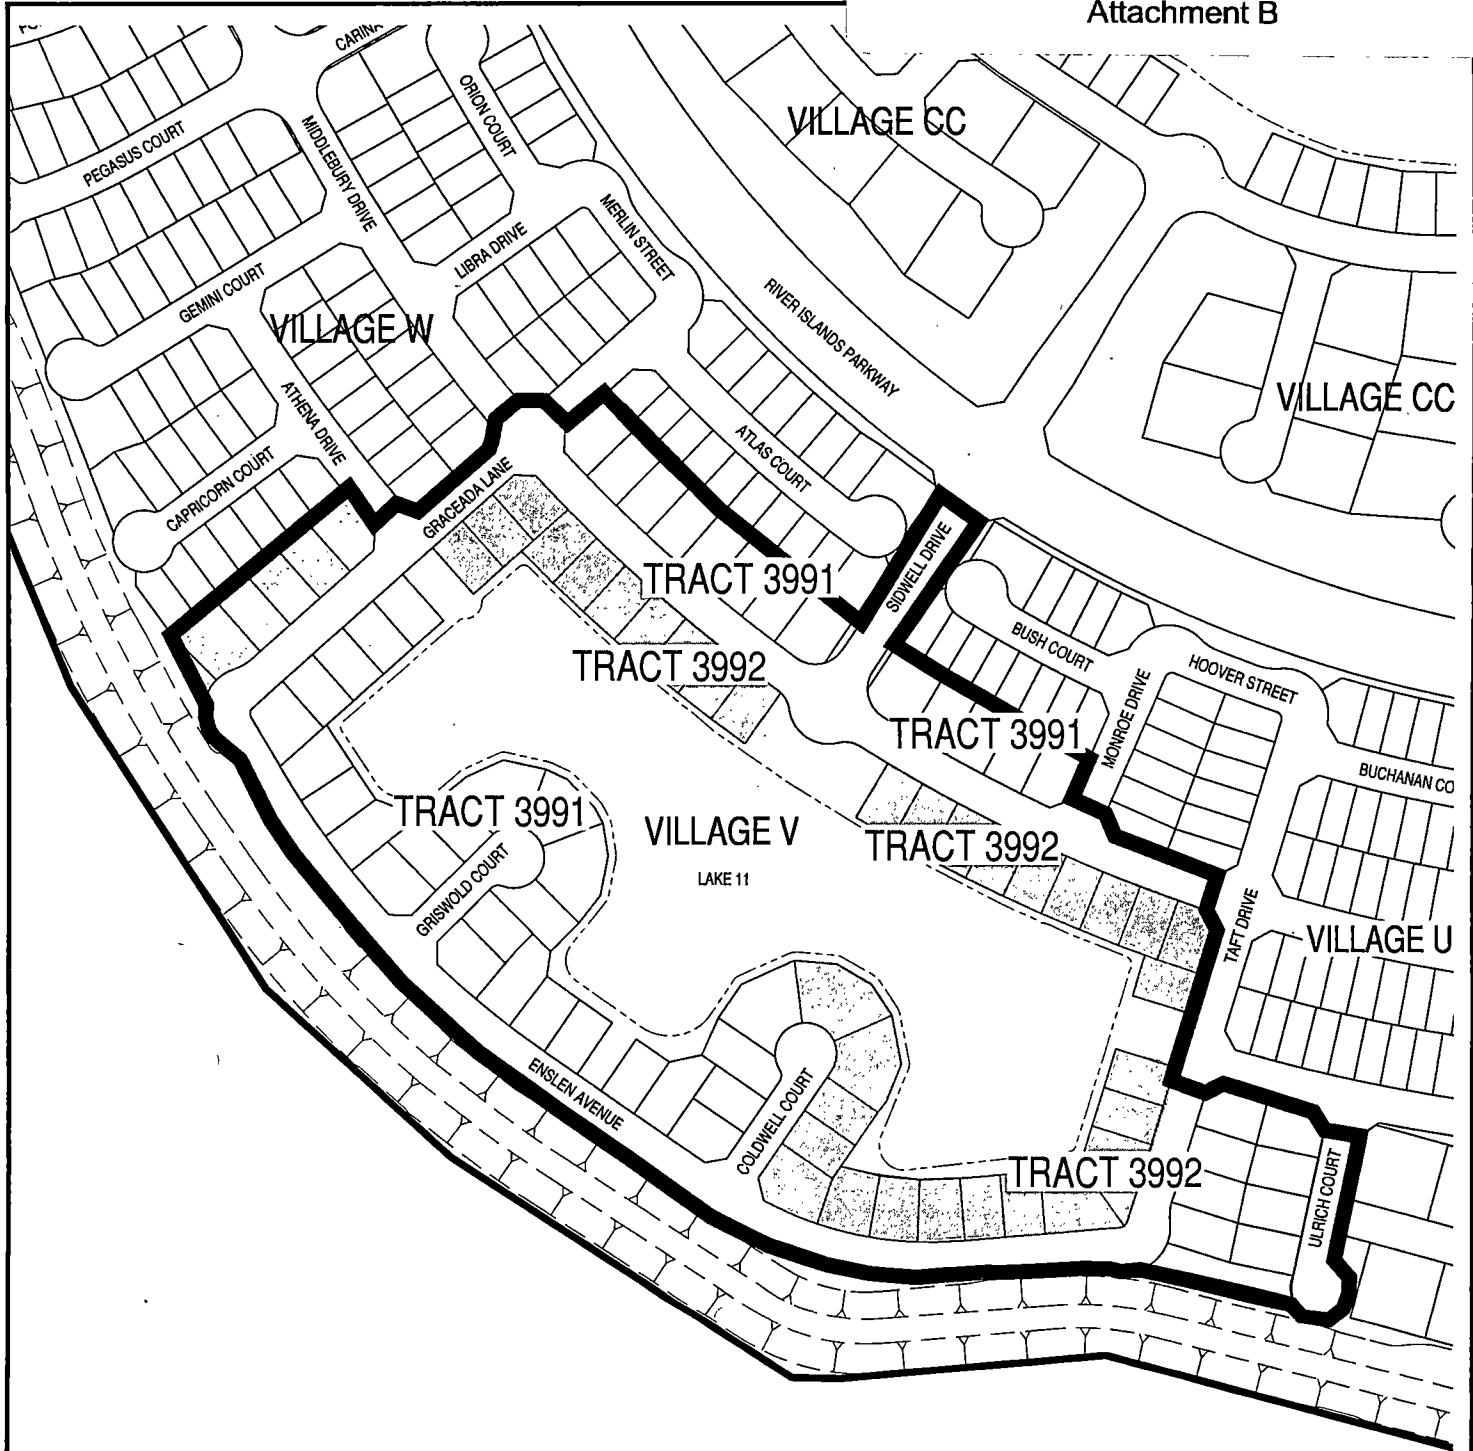 Attachment B
CARINA
ORION COURT
VILLAGE CC
PEGASUS COURT
MIDDLEBURY DRIVE
MERLIN STREET
LIBRA DRIVE
GEMINI COURT
RIVER ISLANDS PARKWAY
VILLAGE W
VILLAGE CC
ATHENA DRIVE
ATLAS COURT
CAPRICORN COURT
GRACEADA LANE
SIDWELL DRIVE
TRACT 3991
BUSH COURT
TRACT 3992
HOOVER STREET
MONROE DRIVE
TRACT 3991
BUCHANAN CO
TRACT 3991
VILLAGE V
TRACT 3992
GRISWOLD COURT
LAKE 11
TAFT DRIVE
VILLAGE U
ENSLEN AVENUE
COLDWELL COURT
TRACT 3992
ULRICH COURT